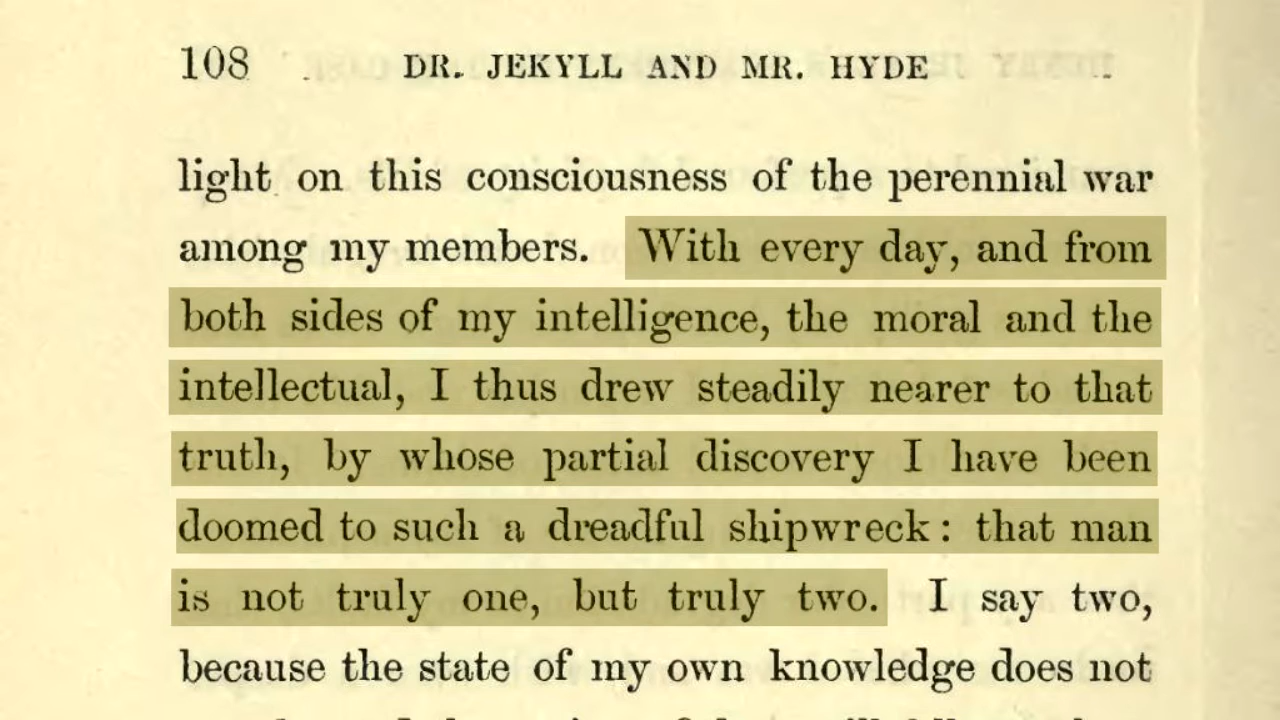 108 DR. JEKYLL AND MR. HYDE
light on this consciousness of the perennial war
among my members. With every day, and from
both sides of my intelligence, the moral and the
intellectual, I thus drew steadily nearer to that
truth, by whose partial discovery I have been
doomed to such a dreadful shipwreck: that man
is not truly one, but truly two. I say two,
because the state of my own knowledge does not